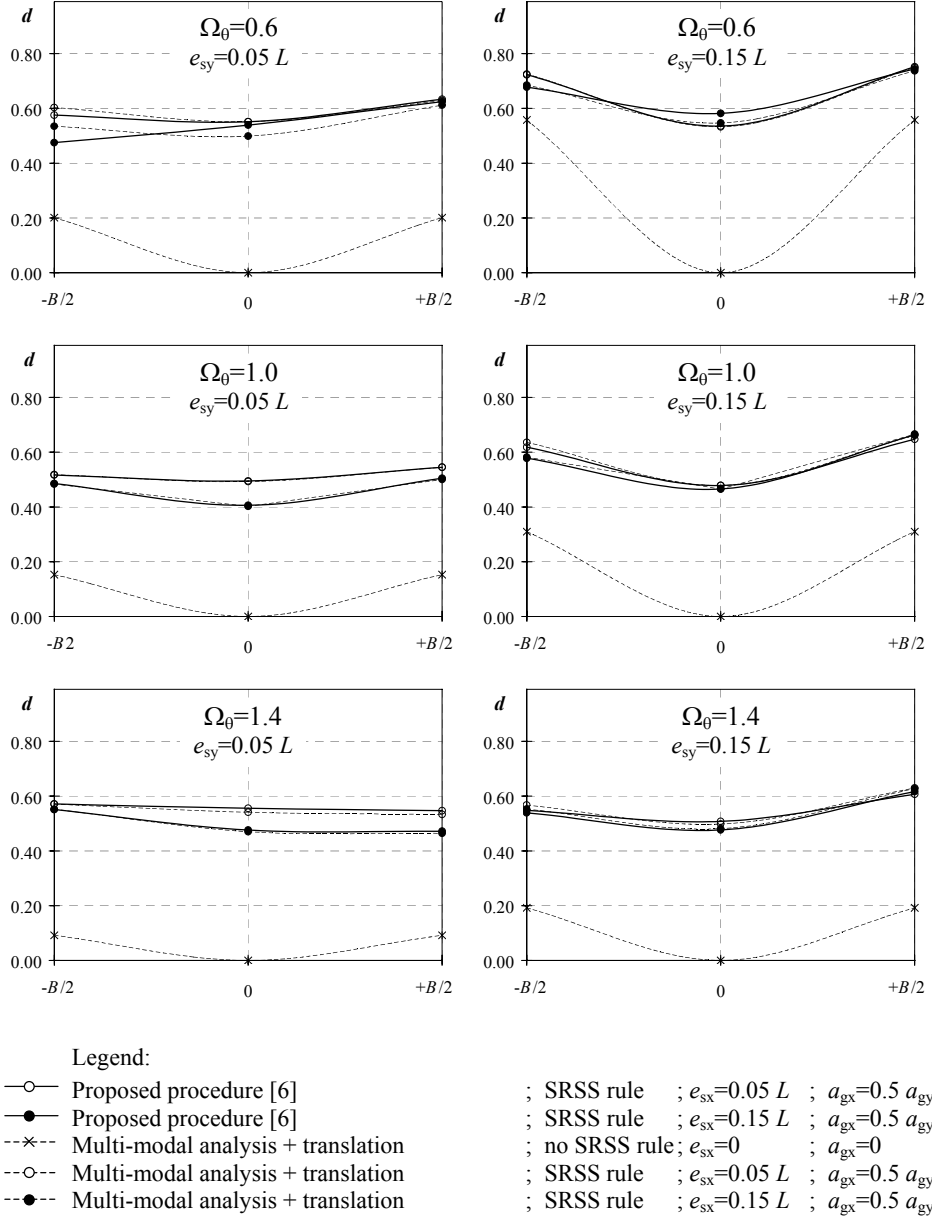 d
Ωθ=0.6
esy=0.05 L
0.80
0.60
0.40
0.20
0.00
-B/2
0
+B/2
d
Ωθ=0.6
esy=0.15 L
0.80
0.60
0.40
0.20
0.00
-B/2
0
+B/2
d
Ωθ=1.0
esy=0.05 L
0.80
0.60
0.40
0.20
0.00
-B2
0
+B/2
d
Ωθ=1.0
esy=0.15 L
0.80
0.60
0.40
0.20
0.00
-B/2
0
+B/2
d
Ωθ=1.4
esy=0.05 L
0.80
0.60
0.40
0.20
0.00
-B/2
0
+B/2
d
Ωθ=1.4
esy=0.15 L
0.80
0.60
0.40
0.20
0.00
-B/2
0
+B/2
Legend:
Proposed procedure [6] ; SRSS rule ; esx=0.05 L ; agx=0.5 agy
Proposed procedure [6] ; SRSS rule ; esx=0.15 L ; agx=0.5 agy
Multi-modal analysis + translation ; no SRSS rule ; esx=0 ; agx=0
Multi-modal analysis + translation ; SRSS rule ; esx=0.05 L ; agx=0.5 agy
Multi-modal analysis + translation ; SRSS rule ; esx=0.15 L ; agx=0.5 agy